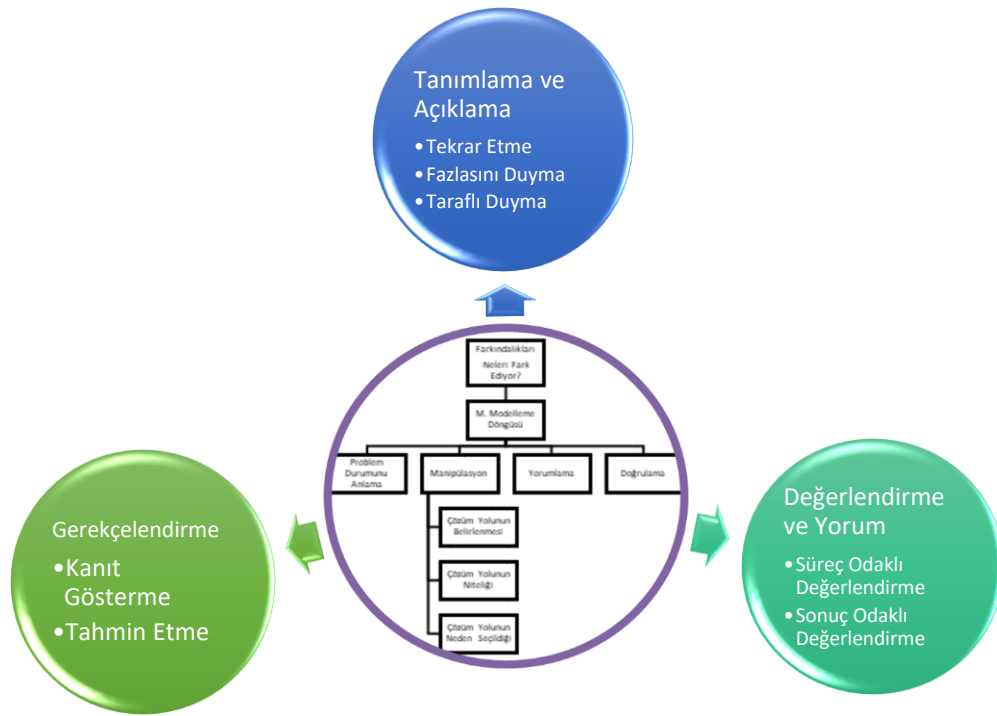 Tanımlama ve
Açıklama
•Tekrar Etme
•Fazlasını Duyma
•Taraflı Duyma
Farkındalıkları
Neleri Fark
Ediyor?
M. Modelleme
Döngüsü
Problem
Durumunu
Anlama
Manipülasyon
Yorumlama
Doğrulama
Çözüm Yolunun
Belirlenmesi
Çözüm Yolunun
Niteliği
Çözüm Yolunun
Neden Seçildiği
Gerekçelendirme
•Kanıt
Gösterme
•Tahmin Etme
Değerlendirme
ve Yorum
•Süreç Odaklı
Değerlendirme
•Sonuç Odaklı
Değerlendirme